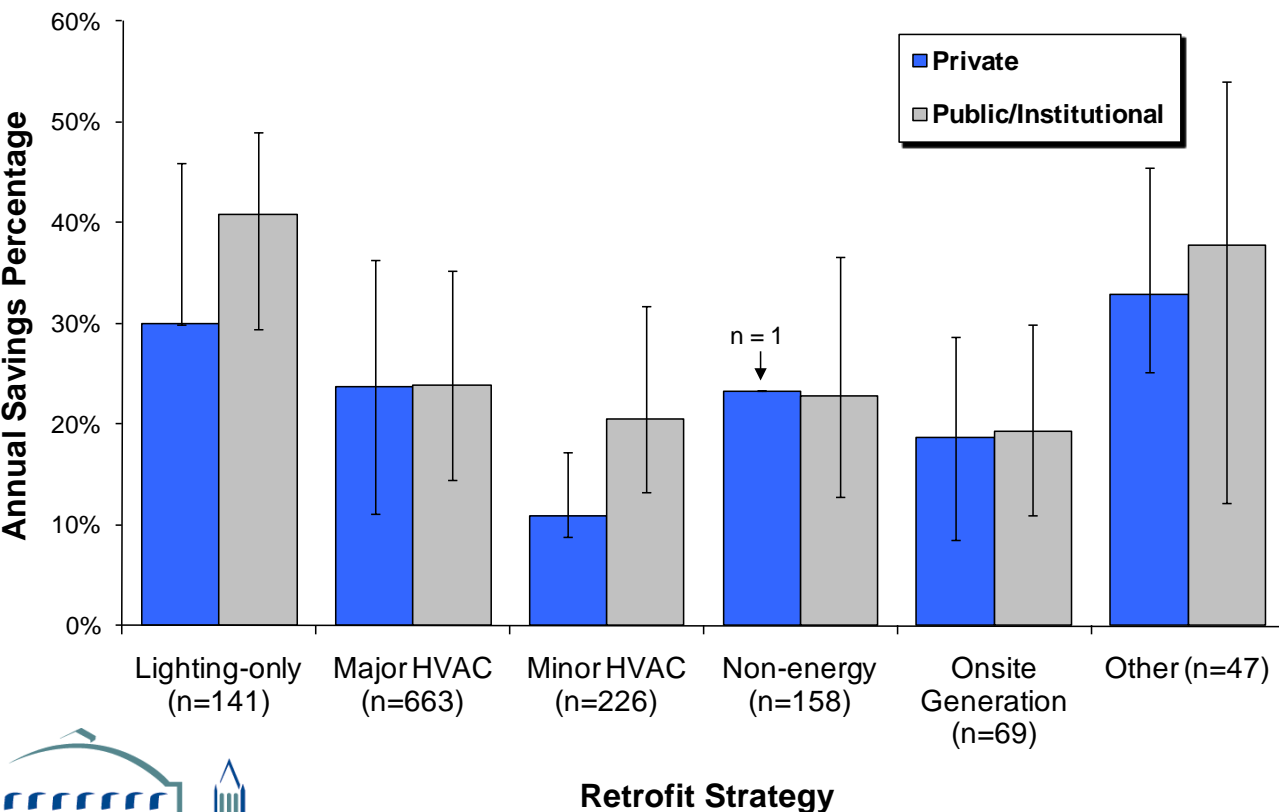 60%
50%
40%
30%
20%
10%
0%
Annual Savings Percentage
Private
Public/Institutional
n = 1
Lighting-only
(n=141)
Major HVAC
(n=663)
Minor HVAC
(n=226)
Non-energy
(n=158)
Onsite
Generation
(n=69)
Other (n=47)
Retrofit Strategy